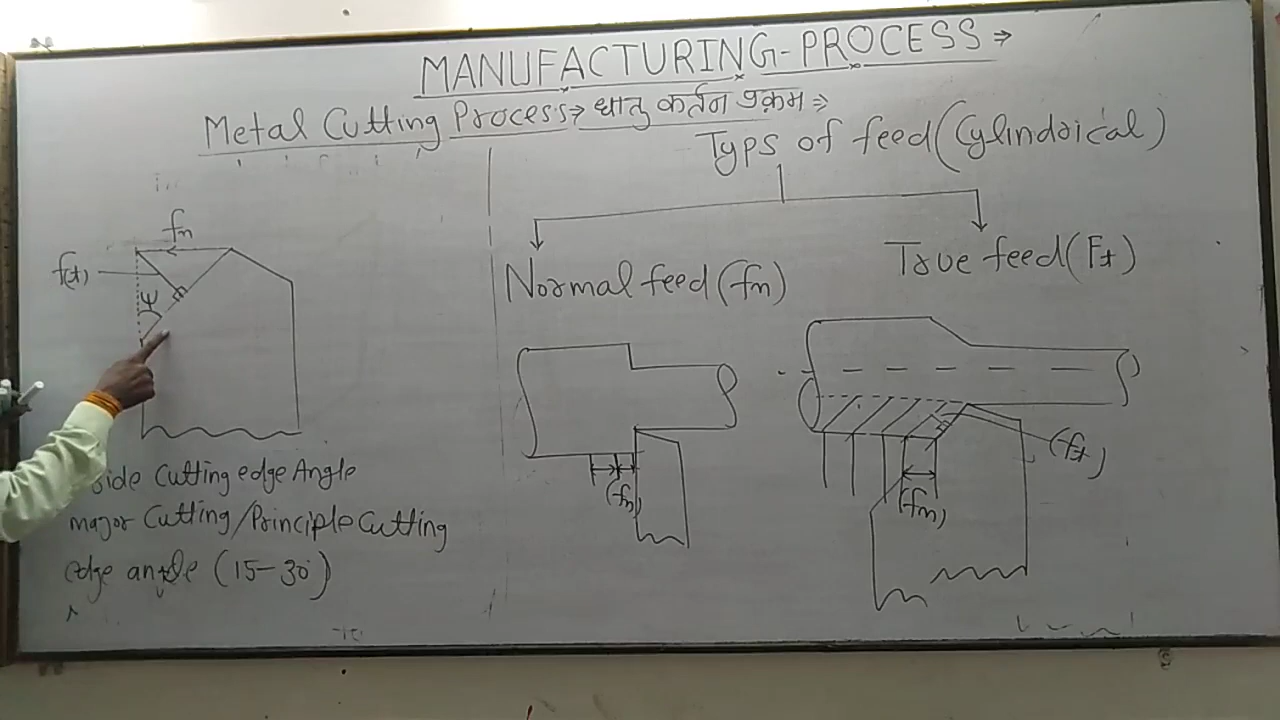 MANUFACTURING-PROCESS ⇒
Metal Cutting Process ⇒ धातु कर्तन प्रक्रम ⇒
Typs of feed (Cylindrical)
Normal feed (fn)
True feed (Ft)
fn
f(t)
ψ
(fn)
(ft)
(fn)
Side Cutting edge Angle
major Cutting/Principle Cutting
edge angle (15-30°)